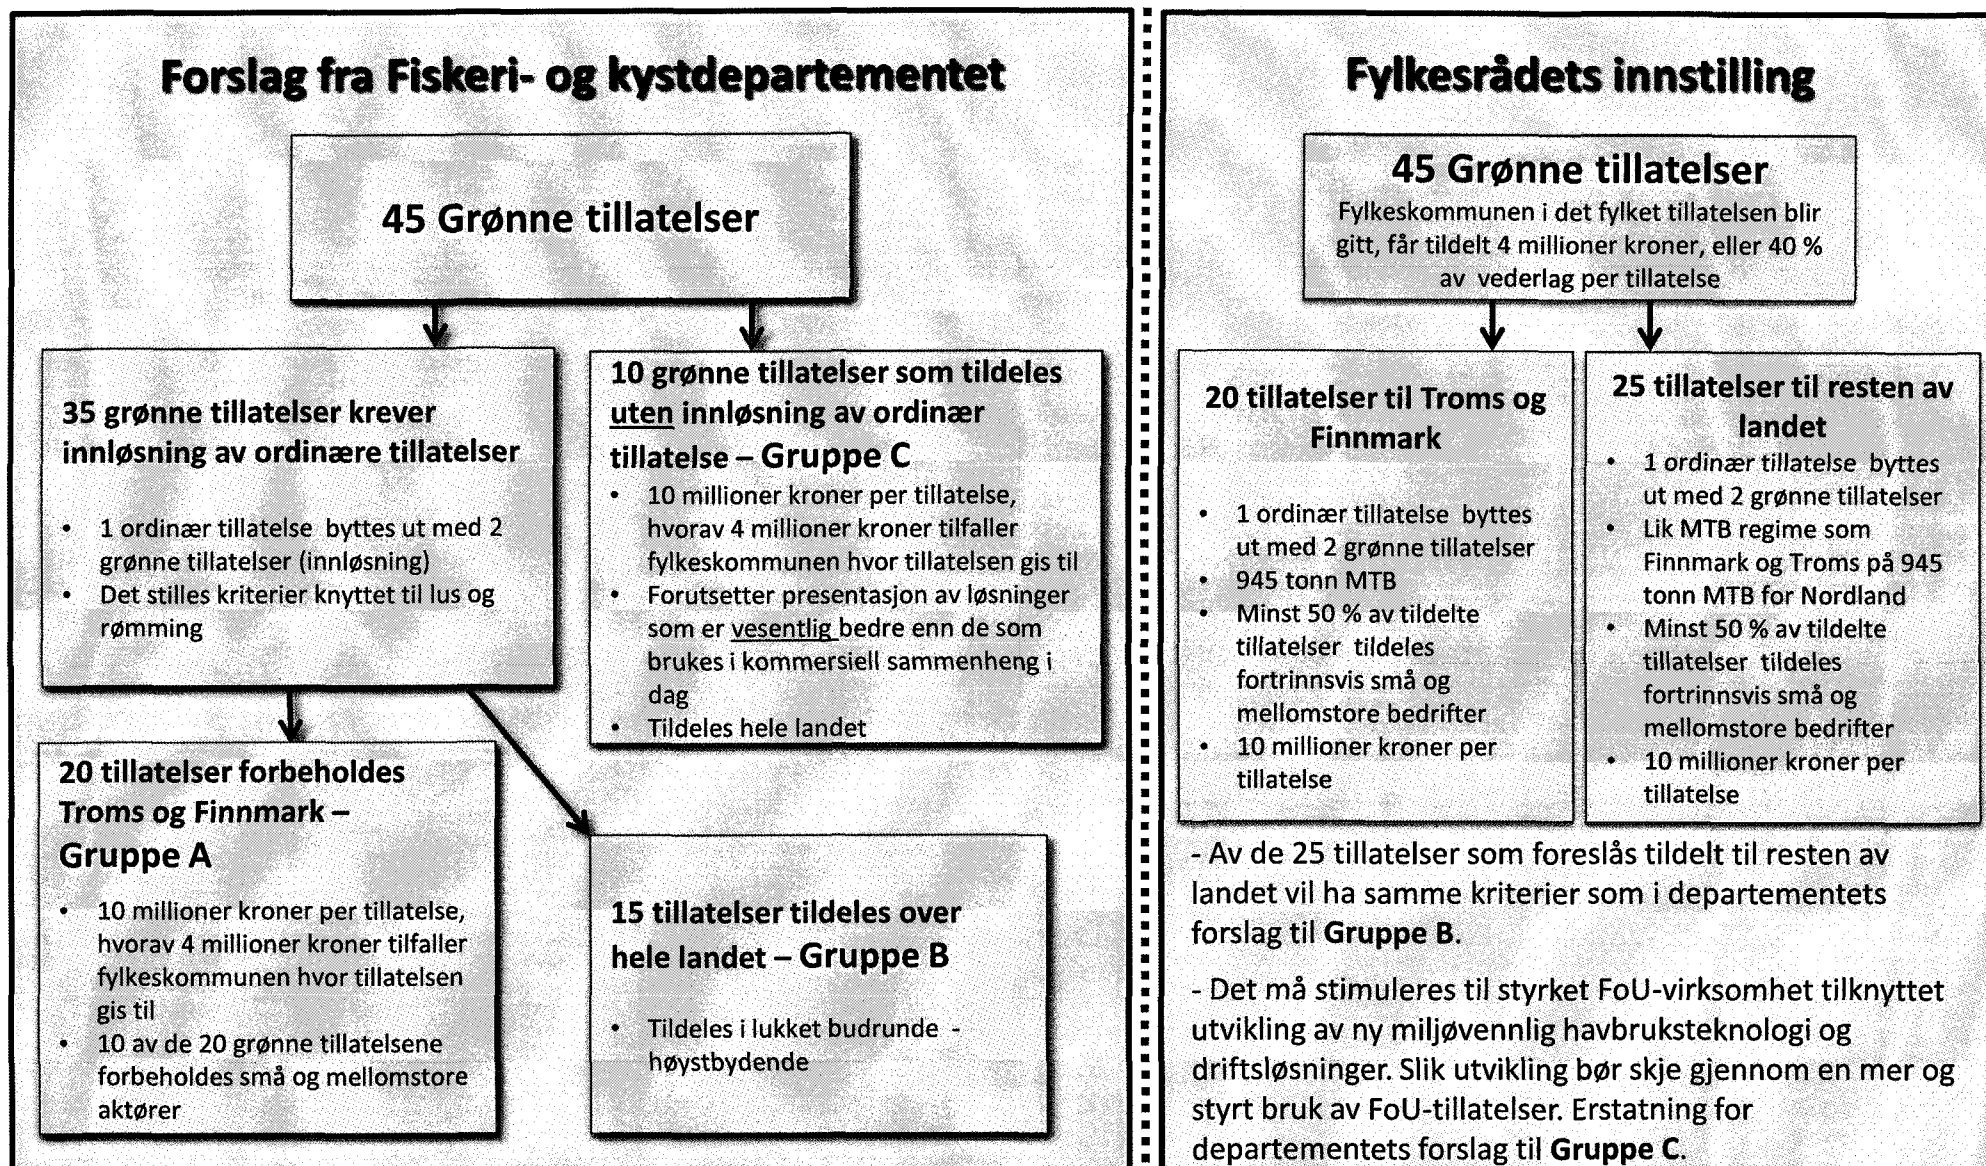 Forslag fra Fiskeri- og kystdepartementet
45 Grønne tillatelser
35 grønne tillatelser krever
innløsning av ordinære tillatelser
• 1 ordinær tillatelse byttes ut med 2
grønne tillatelser (innløsning)
• Det stilles kriterier knyttet til lus og
rømming
10 grønne tillatelser som tildeles
uten innløsning av ordinær
tillatelse – Gruppe C
• 10 millioner kroner per tillatelse,
hvorav 4 millioner kroner tilfaller
fylkeskommunen hvor tillatelsen gis til
• Forutsetter presentasjon av løsninger
som er vesentlig bedre enn de som
brukes i kommersiell sammenheng i
dag
• Tildeles hele landet
20 tillatelser forbeholdes
Troms og Finnmark –
Gruppe A
• 10 millioner kroner per tillatelse,
hvorav 4 millioner kroner tilfaller
fylkeskommunen hvor tillatelsen
gis til
• 10 av de 20 grønne tillatelsene
forbeholdes små og mellomstore
aktører
15 tillatelser tildeles over
hele landet – Gruppe B
• Tildeles i lukket budrunde -
høystbydende
Fylkesrådets innstilling
45 Grønne tillatelser
Fylkeskommunen i det fylket tillatelsen blir
gitt, får tildelt 4 millioner kroner, eller 40 %
av vederlag per tillatelse
20 tillatelser til Troms og
Finnmark
• 1 ordinær tillatelse byttes
ut med 2 grønne tillatelser
• 945 tonn MTB
• Minst 50 % av tildelte
tillatelser tildeles
fortrinnsvis små og
mellomstore bedrifter
• 10 millioner kroner per
tillatelse
25 tillatelser til resten av
landet
• 1 ordinær tillatelse byttes
ut med 2 grønne tillatelser
• Lik MTB regime som
Finnmark og Troms på 945
tonn MTB for Nordland
• Minst 50 % av tildelte
tillatelser tildeles
fortrinnsvis små og
mellomstore bedrifter
• 10 millioner kroner per
tillatelse
- Av de 25 tillatelser som foreslås tildelt til resten av
landet vil ha samme kriterier som i departementets
forslag til Gruppe B.
- Det må stimuleres til styrket FoU-virksomhet tilknyttet
utvikling av ny miljøvennlig havbruksteknologi og
driftsløsninger. Slik utvikling bør skje gjennom en mer og
styrt bruk av FoU-tillatelser. Erstatning for
departementets forslag til Gruppe C.